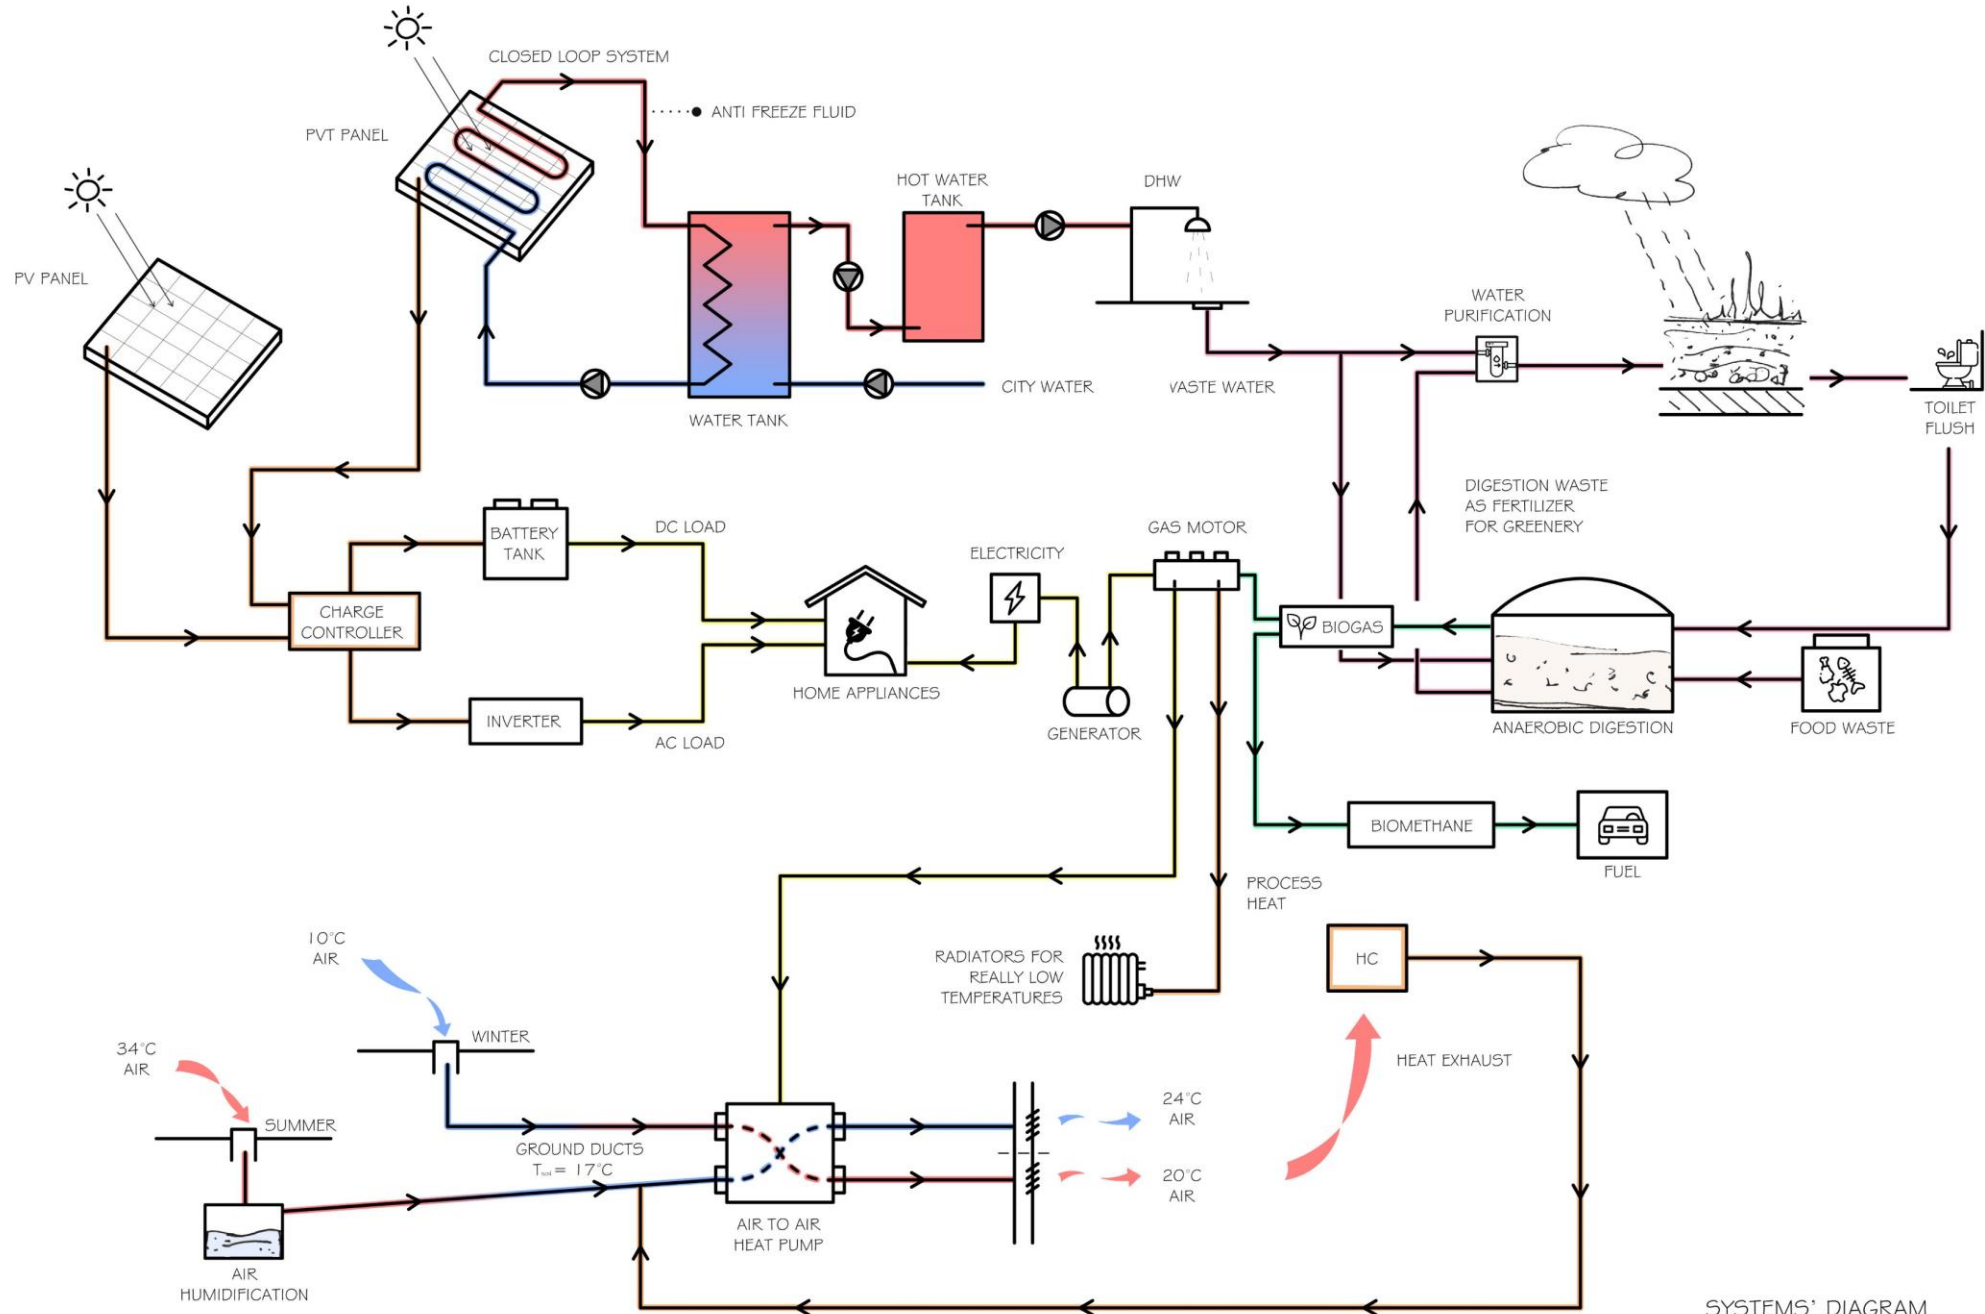 CLOSED LOOP SYSTEM
ANTI FREEZE FLUID
PVT PANEL
PV PANEL
HOT WATER
TANK
DHW
WATER
PURIFICATION
CITY WATER
WATER TANK
VASTE WATER
TOILET
FLUSH
DIGESTION WASTE
AS FERTILIZER
FOR GREENERY
BATTERY
TANK
DC LOAD
ELECTRICITY
GAS MOTOR
CHARGE
CONTROLLER
BIOGAS
HOME APPLIANCES
INVERTER
AC LOAD
GENERATOR
ANAEROBIC DIGESTION
FOOD WASTE
BIOMETHANE
FUEL
PROCESS
HEAT
10°C
AIR
RADIATORS FOR
REALLY LOW
TEMPERATURES
HC
WINTER
34°C
AIR
HEAT EXHAUST
SUMMER
24°C
AIR
GROUND DUCTS
= 17°C
20°C
AIR
AIR TO AIR
HEAT PUMP
AIR
HUMIDIFICATION
SYSTEMS' DIAGRAM